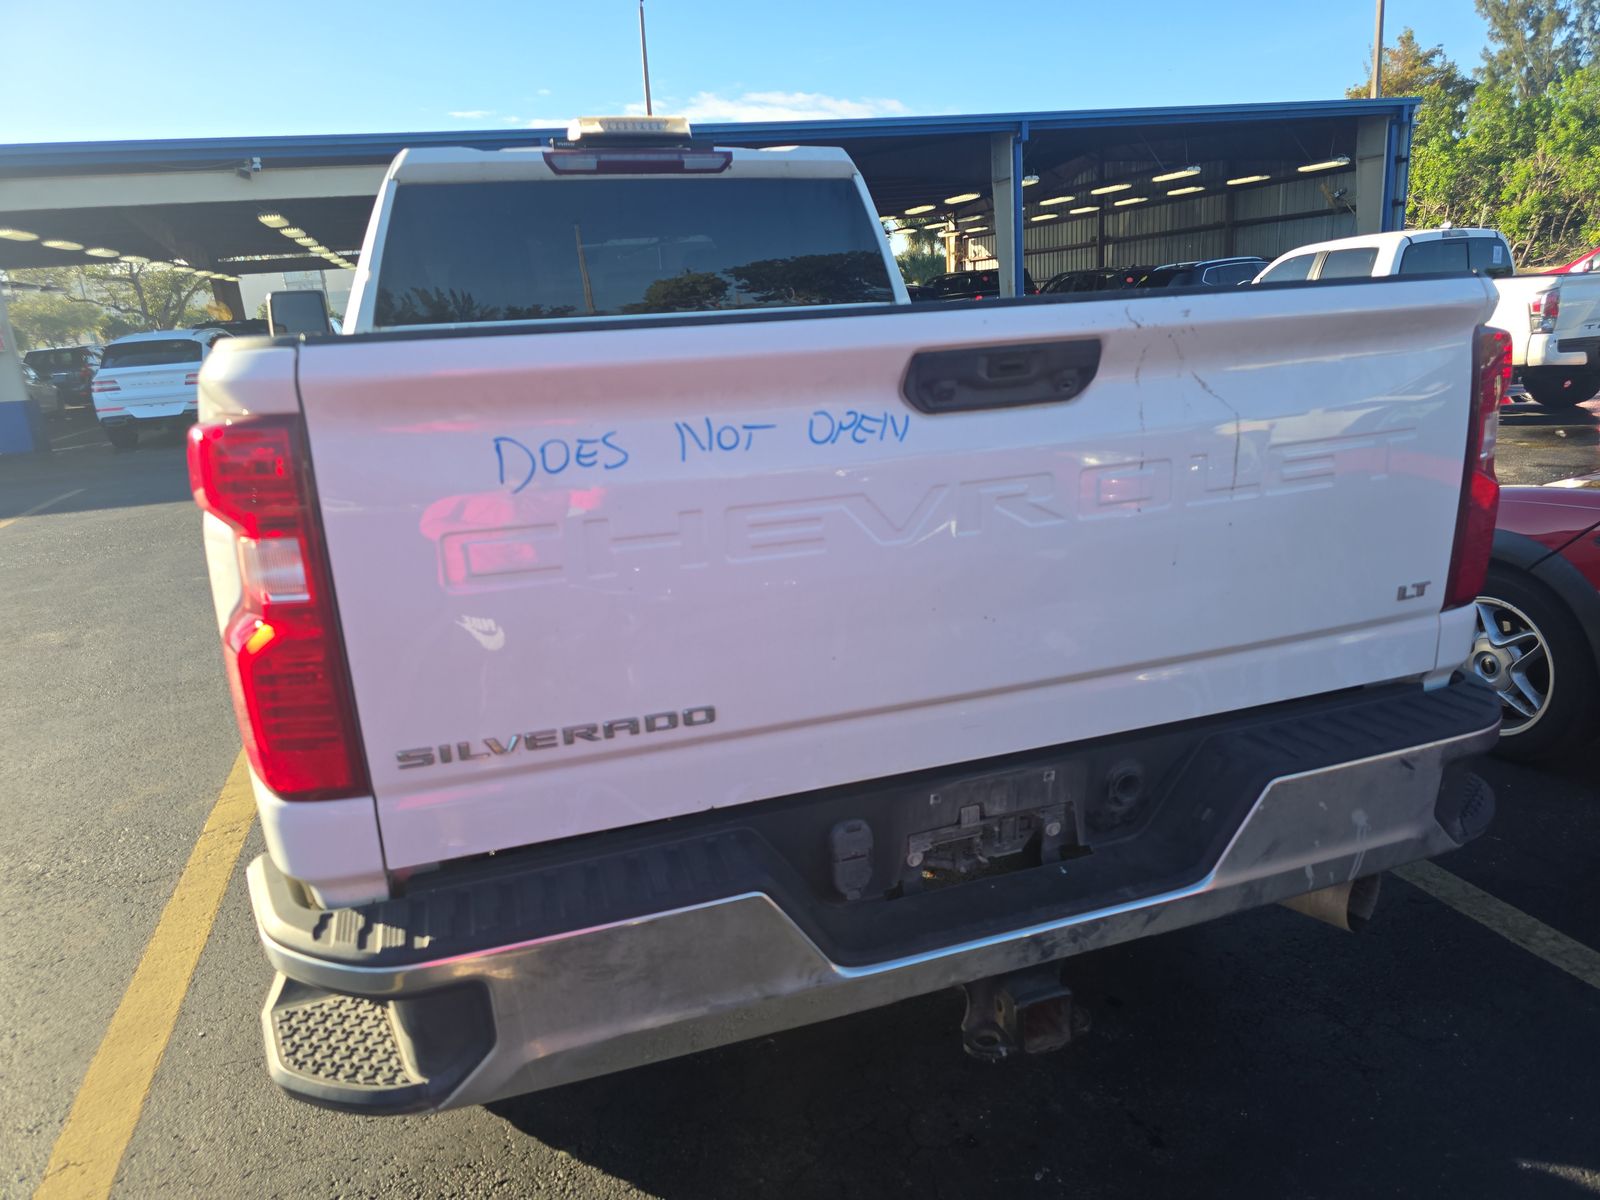 DOES NOT OPEN
CHEVROLET
LT
SILVERADO